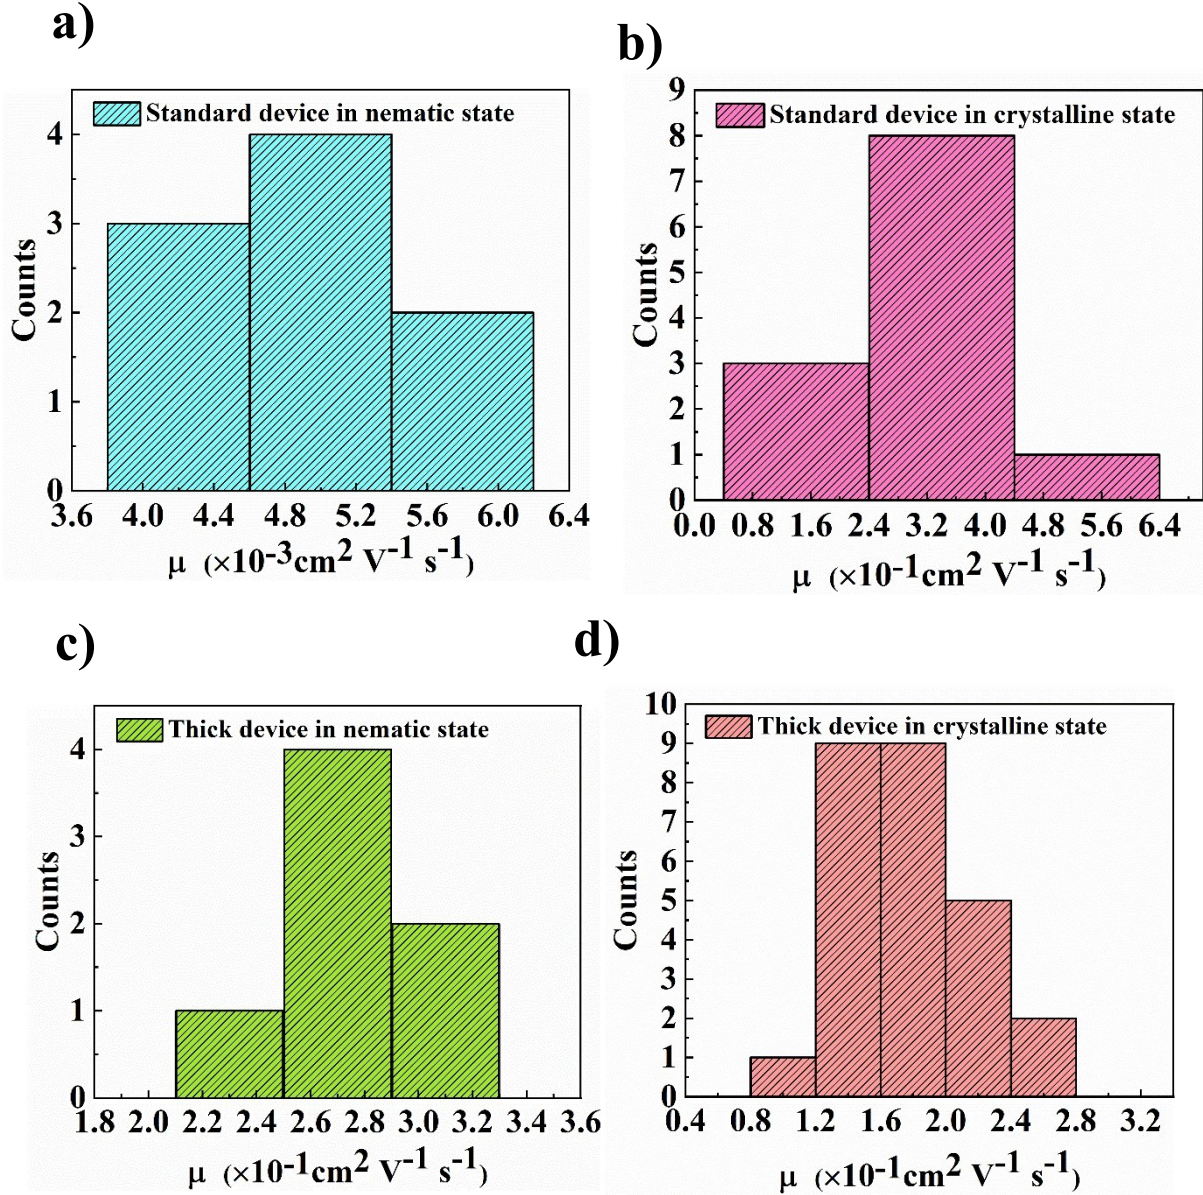 a)
Standard device in nematic state
4
3
2
1
0
Counts
3.6 4.0 4.4 4.8 5.2 5.6 6.0 6.4
μ (×10⁻³cm² V⁻¹ s⁻¹)
b)
Standard device in crystalline state
9
8
7
6
5
4
3
2
1
0
Counts
0.0 0.8 1.6 2.4 3.2 4.0 4.8 5.6 6.4
μ (×10⁻¹cm² V⁻¹ s⁻¹)
c)
Thick device in nematic state
4
3
2
1
0
Counts
1.8 2.0 2.2 2.4 2.6 2.8 3.0 3.2 3.4 3.6
μ (×10⁻¹cm² V⁻¹ s⁻¹)
d)
Thick device in crystalline state
10
9
8
7
6
5
4
3
2
1
0
Counts
0.4 0.8 1.2 1.6 2.0 2.4 2.8 3.2
μ (×10⁻¹cm² V⁻¹ s⁻¹)